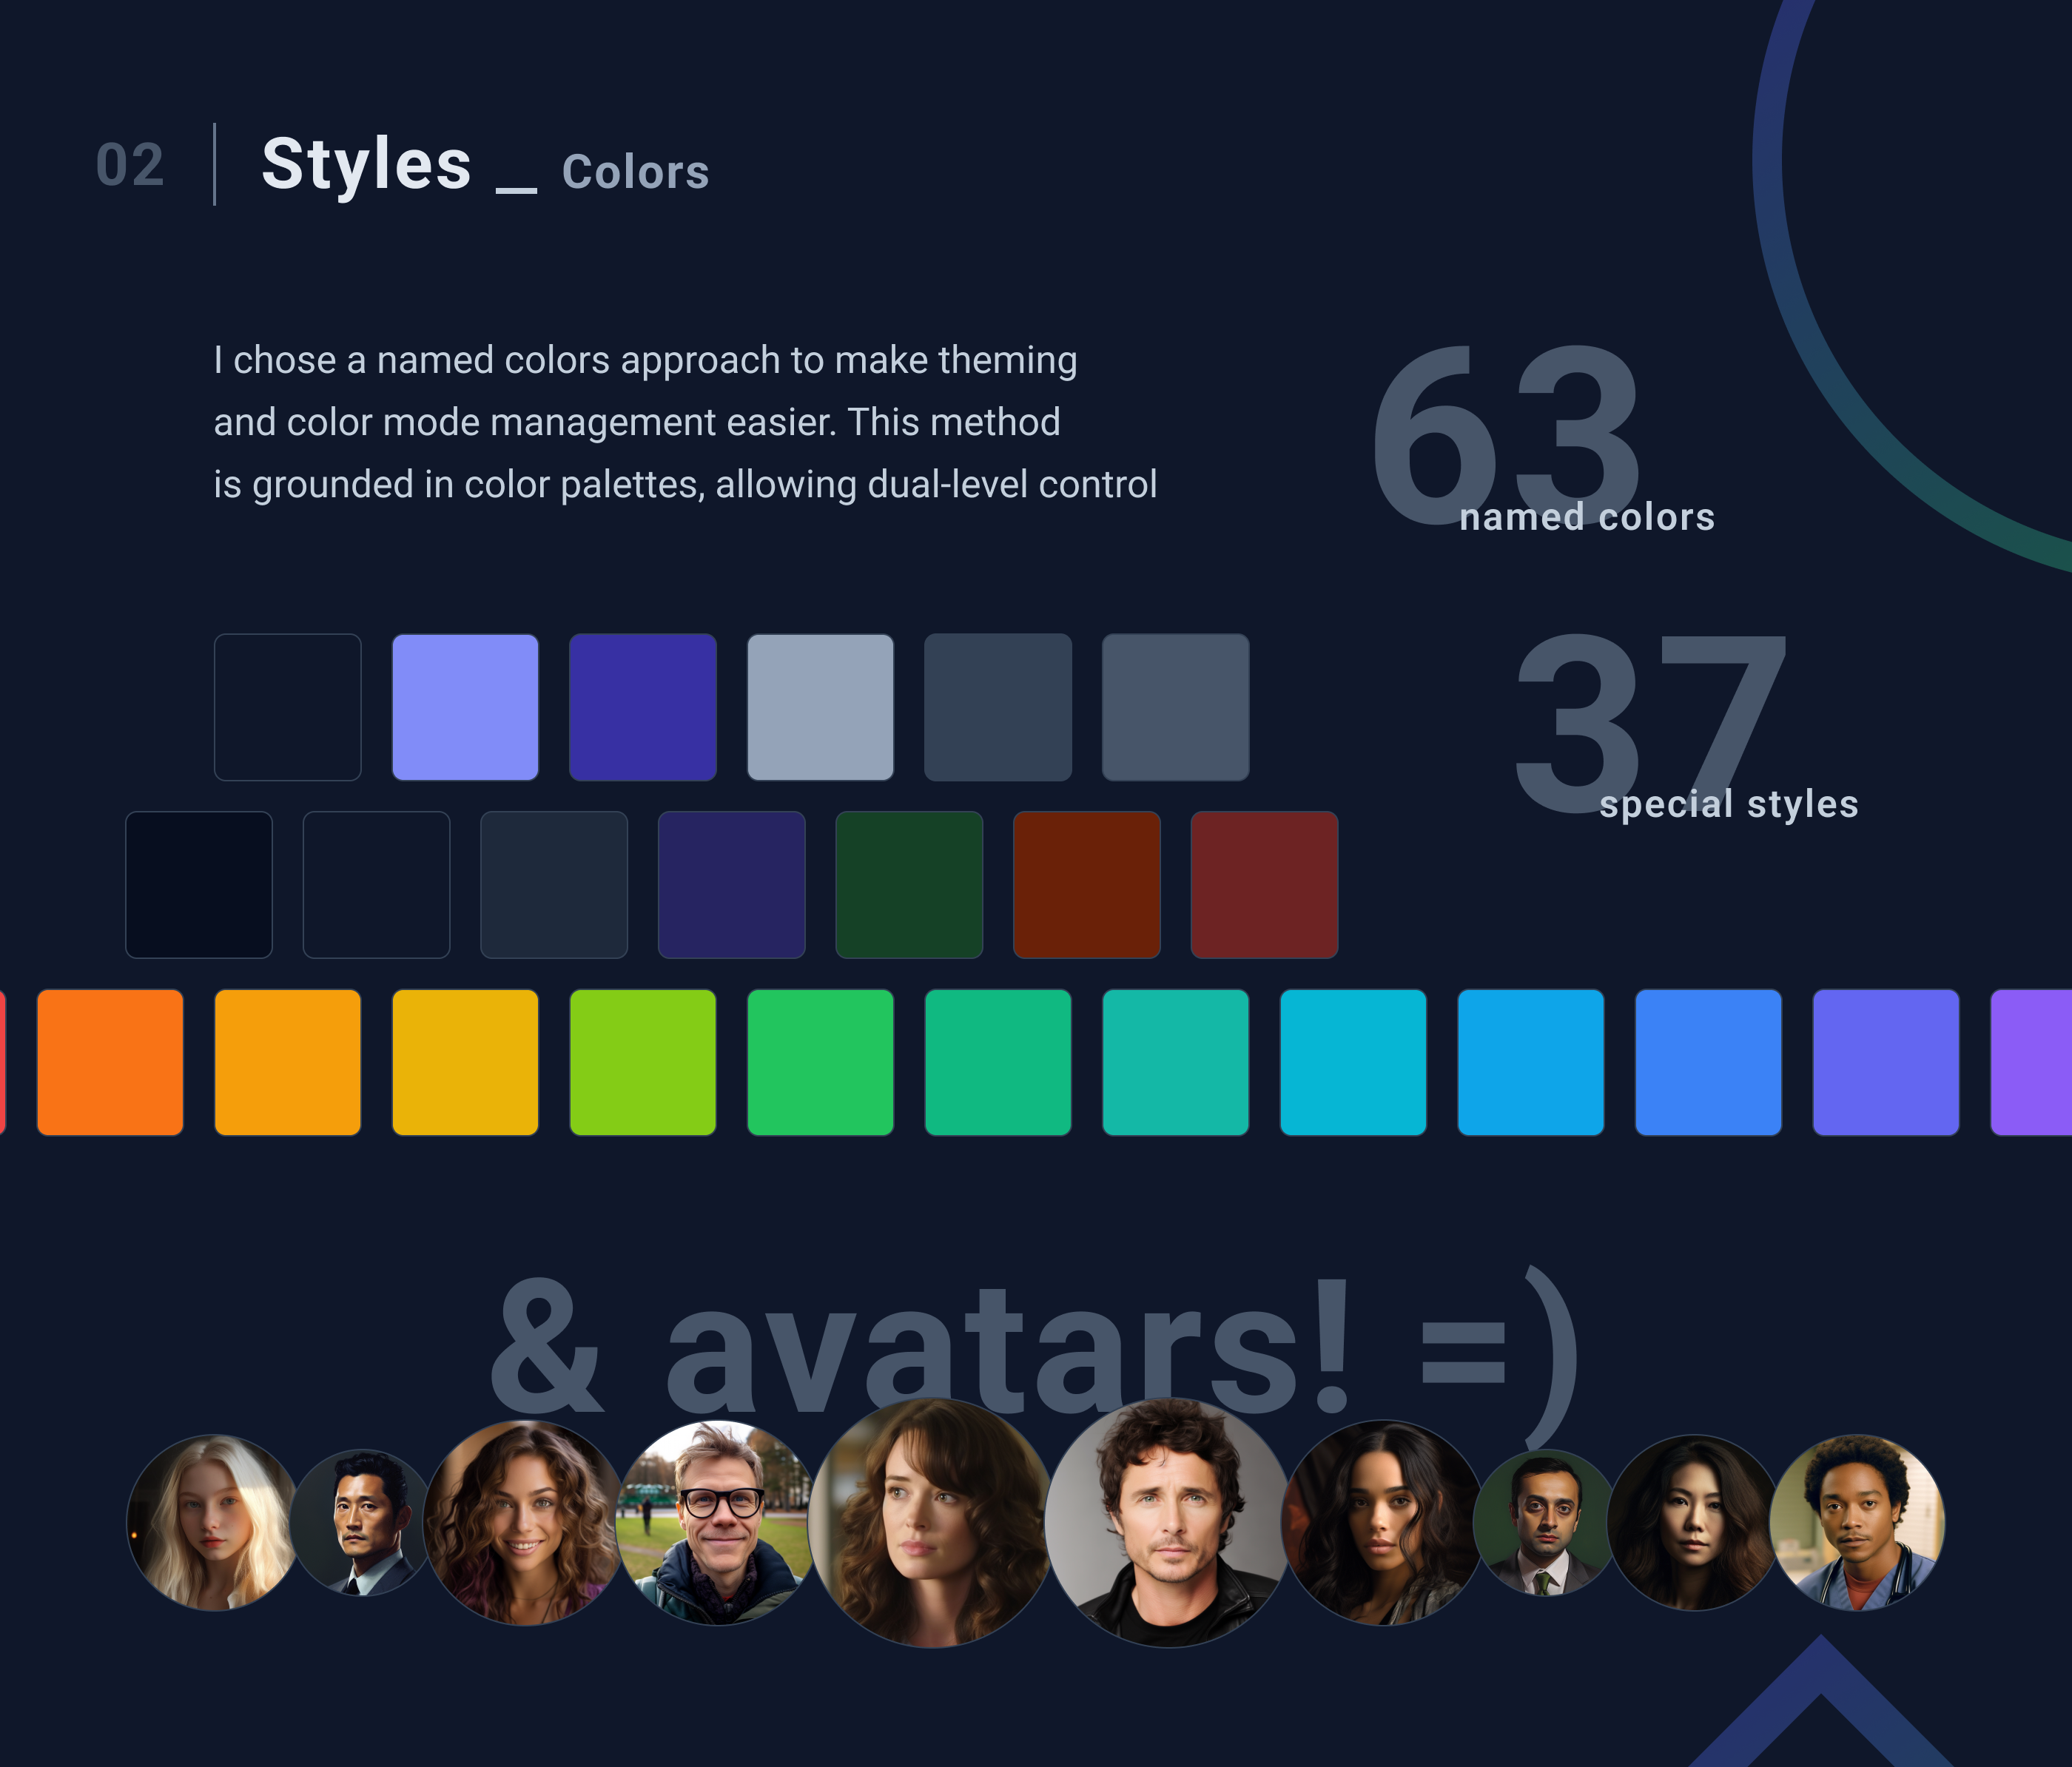 02
Styles _ Colors
I chose a named colors approach to make theming
and color mode management easier. This method
is grounded in color palettes, allowing dual-level control
63
named colors
37
special styles
& avatars! =)